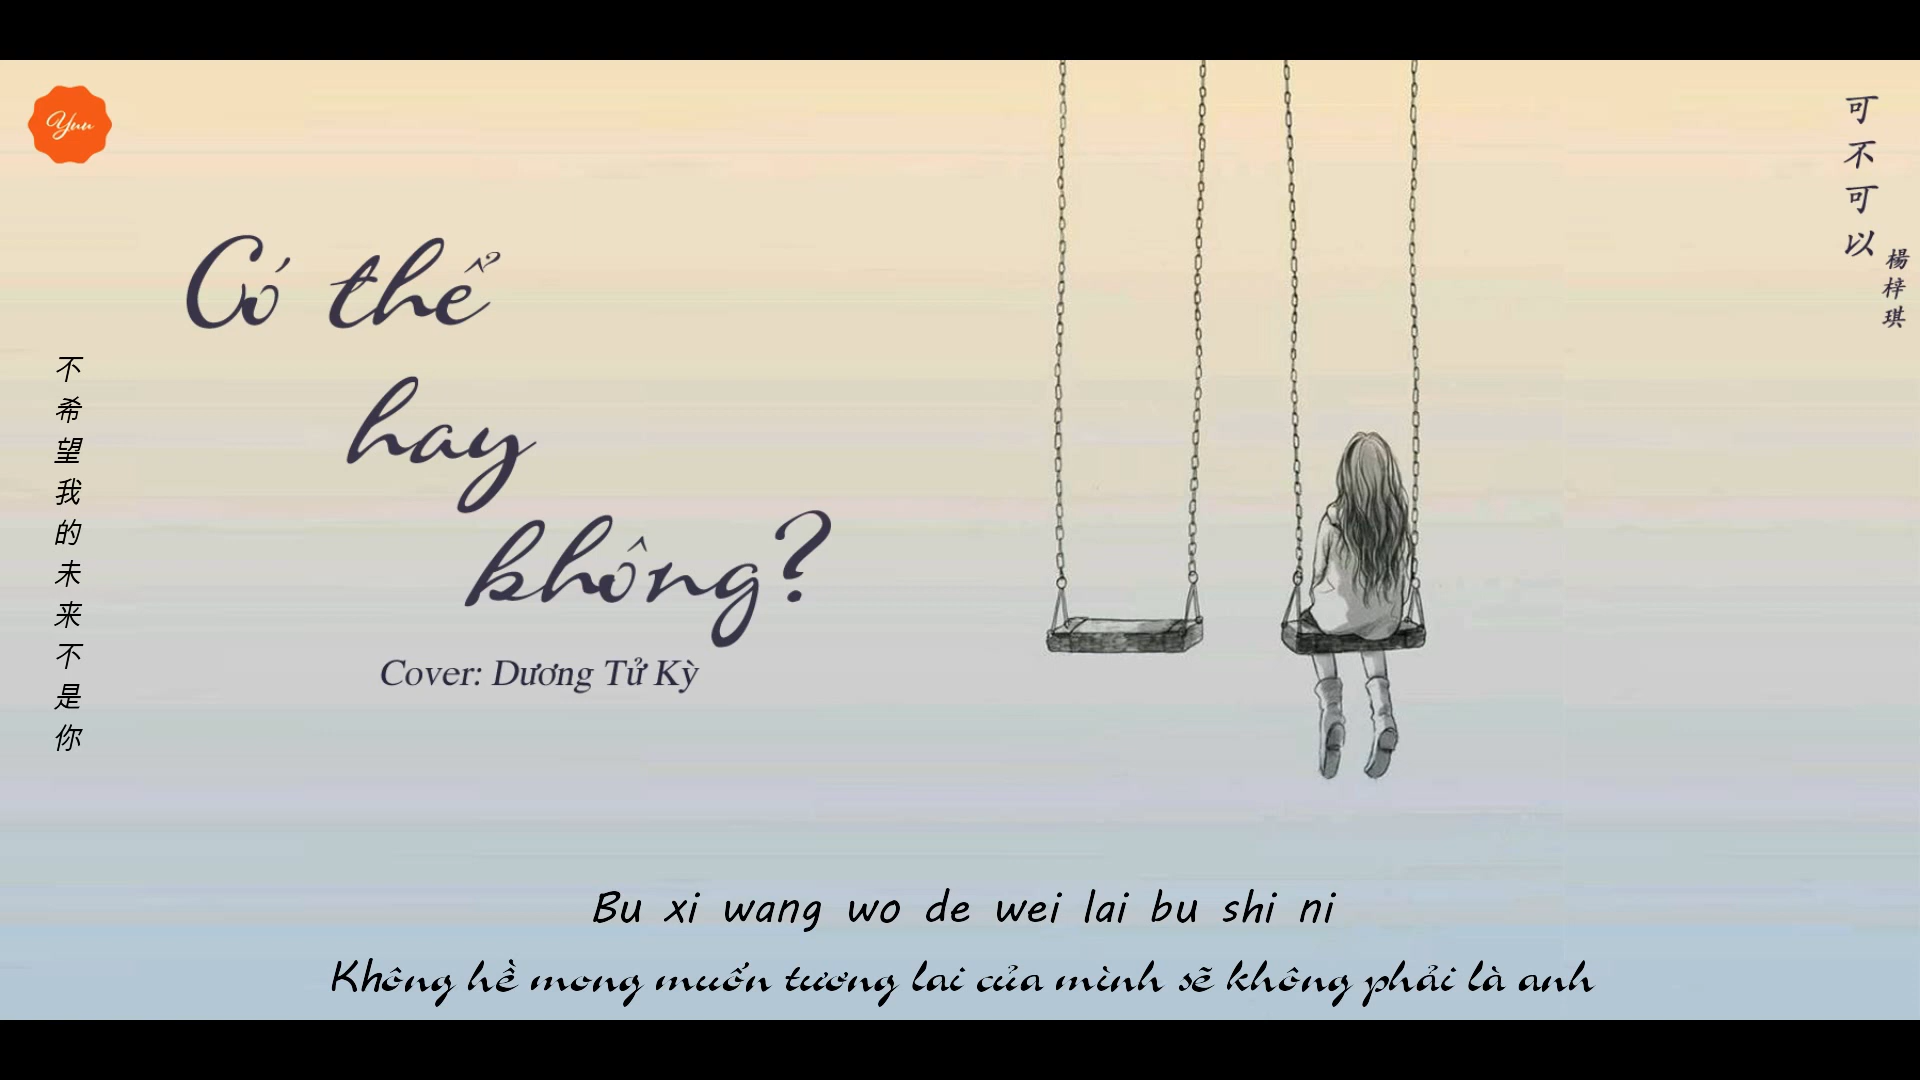 Yuu
可不可以
楊梓琪
Có thể
hay
không?
Cover: Dương Tử Kỳ
不希望我的未来不是你
Bu xi wang wo de wei lai bu shi ni
Không hề mong muốn tương lai của mình sẽ không phải là anh